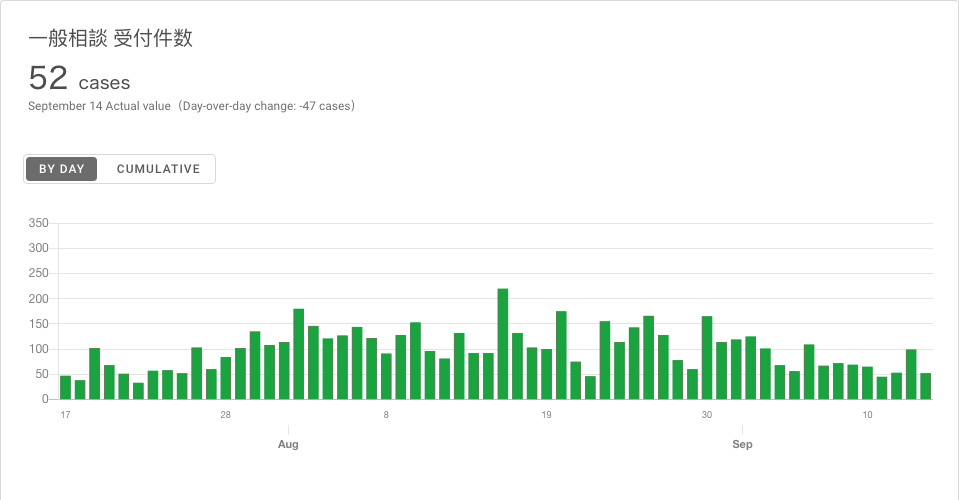 一般相談 受付件数
52 cases
September 14 Actual value（Day-over-day change: -47 cases）
BY DAY CUMULATIVE
350
300
250
200
150
100
50
0
17 28 8 19 30 10
Aug Sep